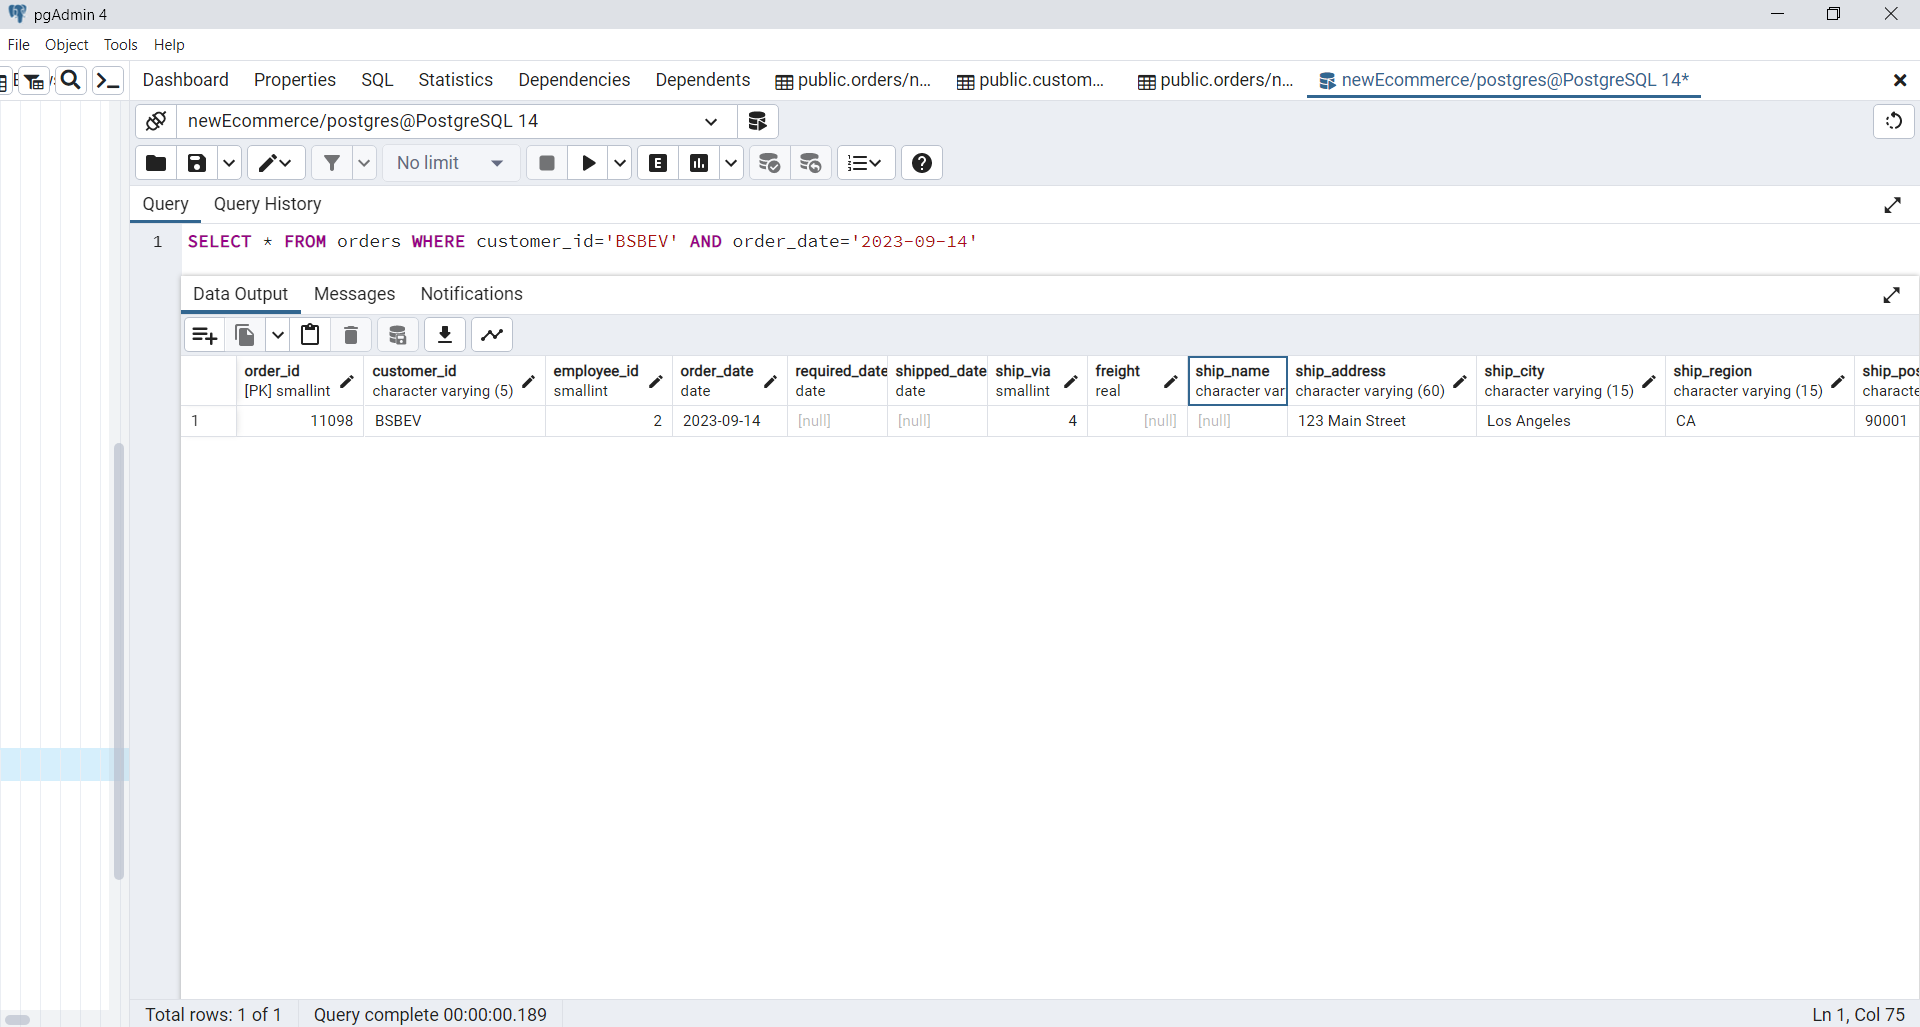 pgAdmin 4
File Object Tools Help
Dashboard Properties SQL Statistics Dependencies Dependents public.orders/n... public.custom... public.orders/n... newEcommerce/postgres@PostgreSQL 14*
newEcommerce/postgres@PostgreSQL 14
No limit
E
Query Query History
1 SELECT * FROM orders WHERE customer_id='BSBEV' AND order_date='2023-09-14'
Data Output Messages Notifications
order_id customer_id employee_id order_date required_date shipped_date ship_via freight ship_name ship_address ship_city ship_region ship_pos
[PK] smallint character varying (5) smallint date date date smallint real character var character varying (60) character varying (15) character varying (15) characte
1 11098 BSBEV 2 2023-09-14 [null] [null] 4 [null] [null] 123 Main Street Los Angeles CA 90001
Total rows: 1 of 1 Query complete 00:00:00.189 Ln 1, Col 75